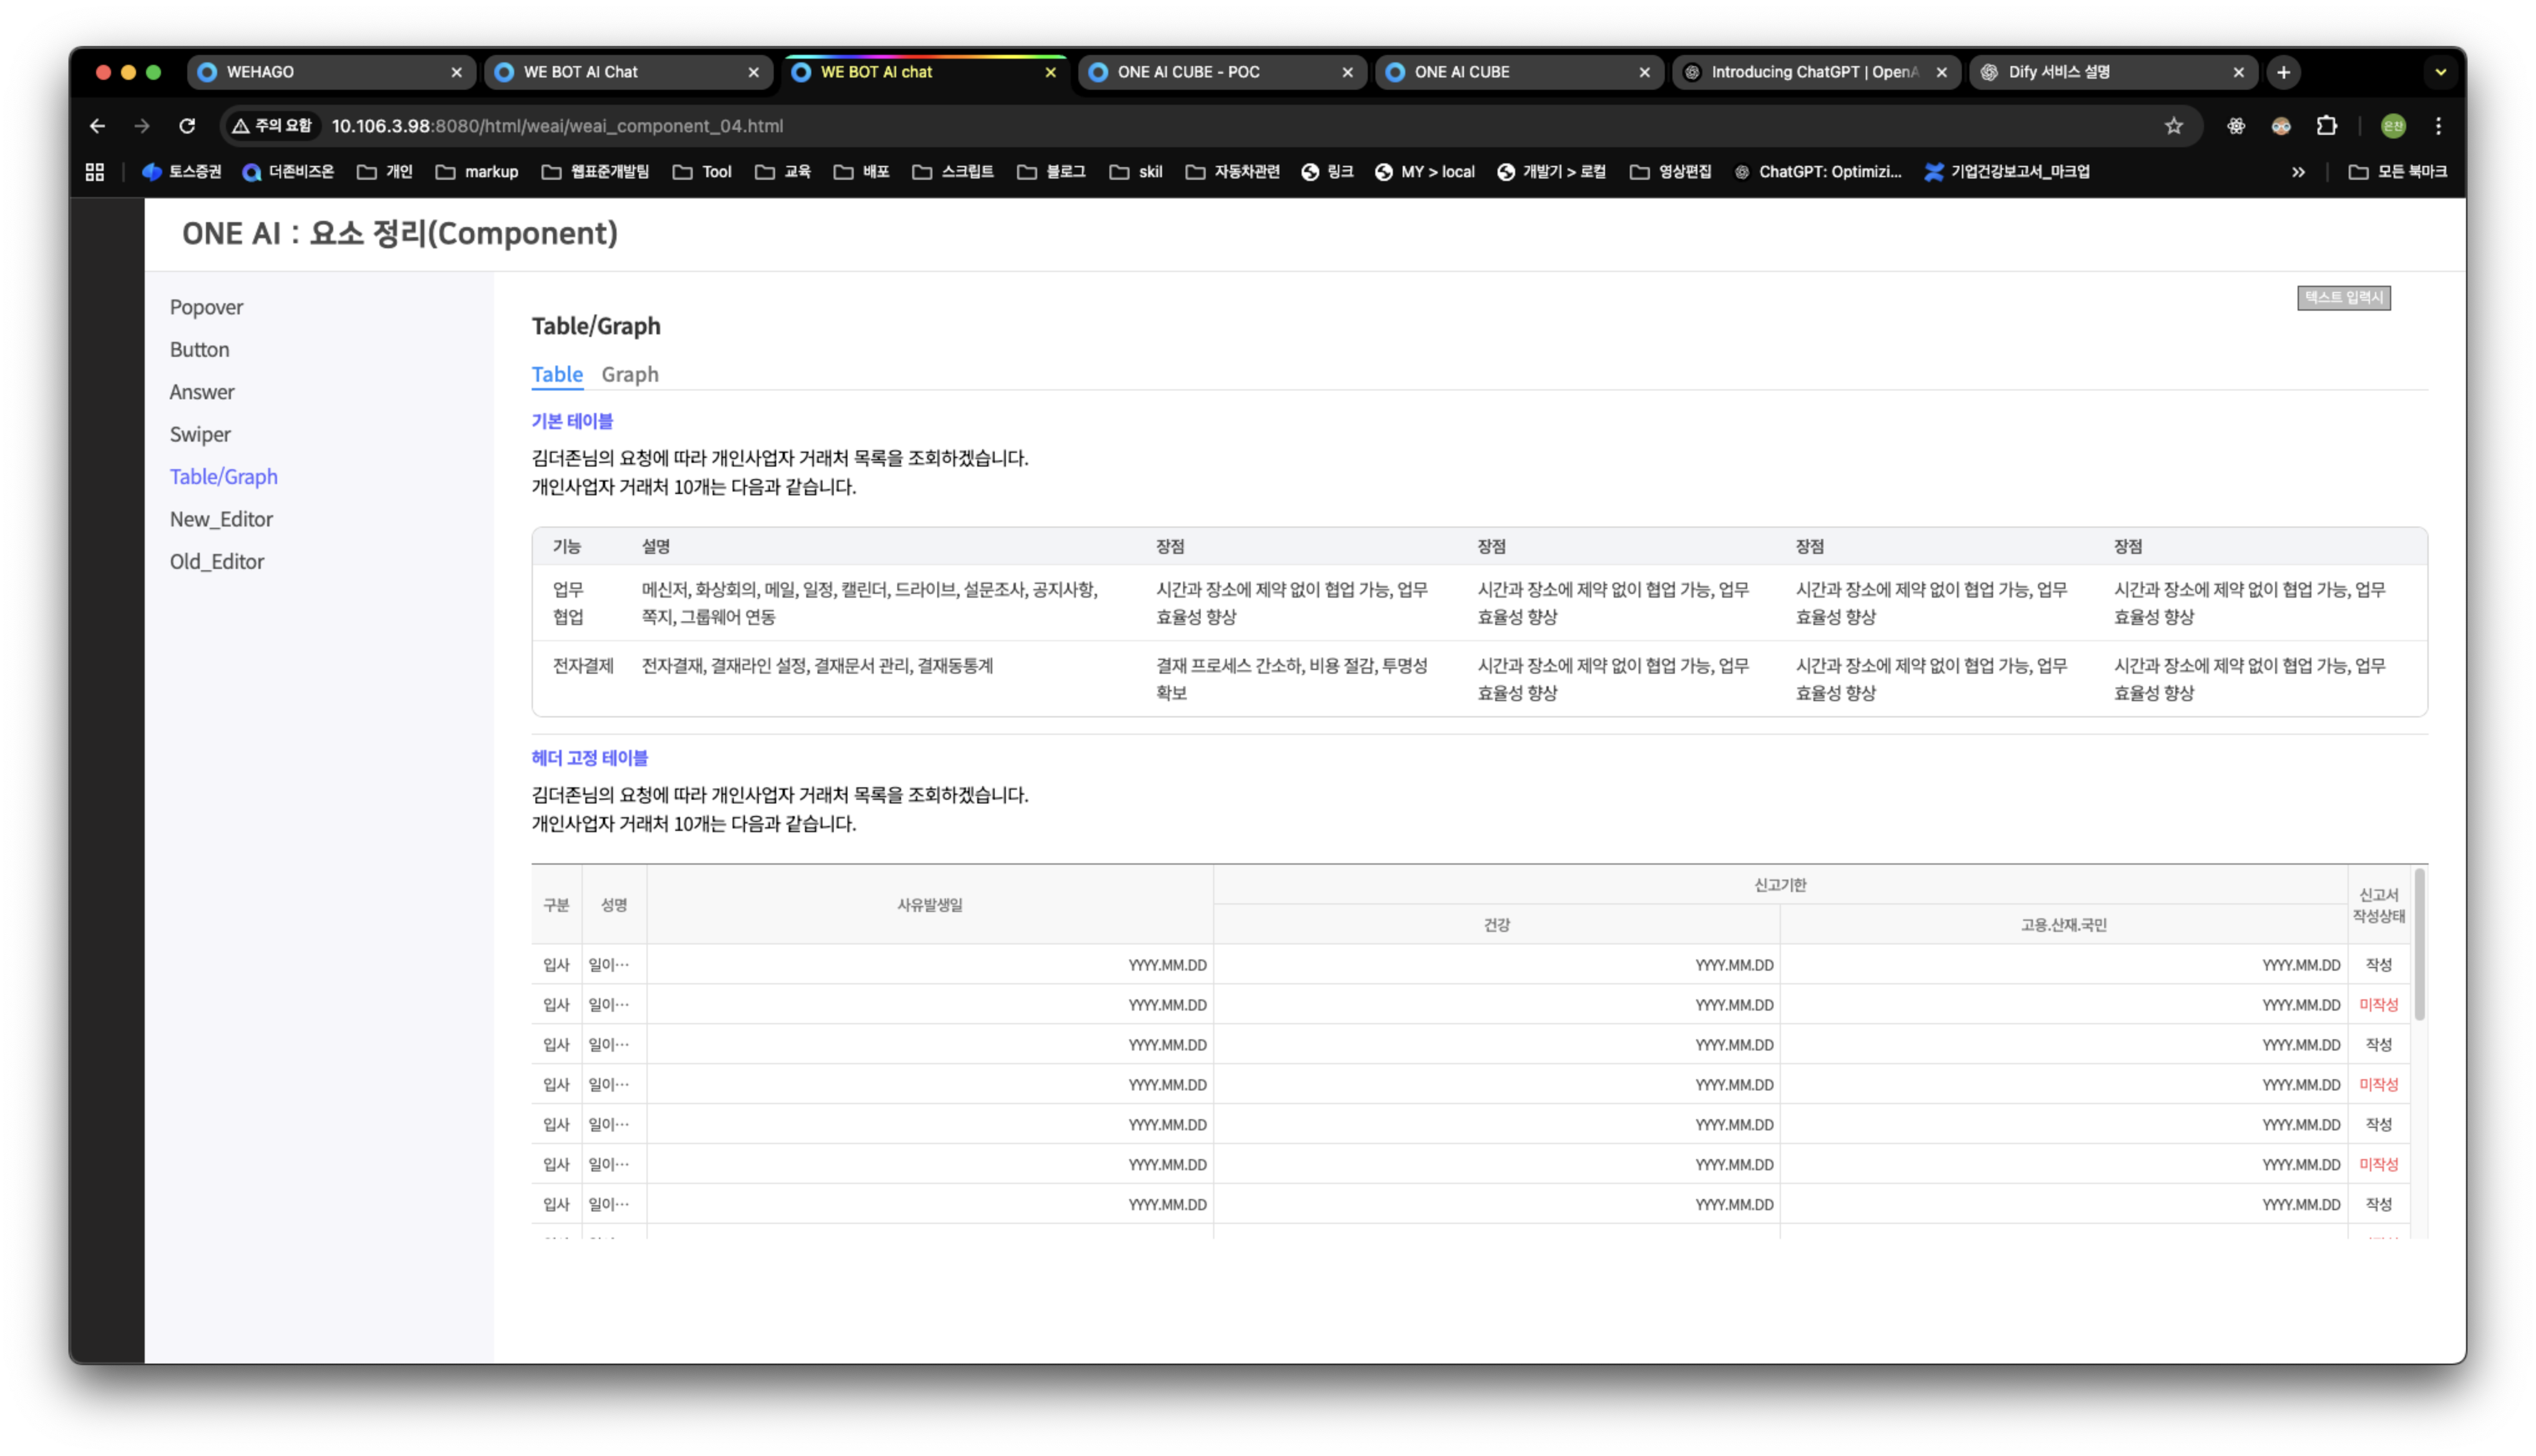 WEHAGO
WE BOT AI Chat
WE BOT AI chat
ONE AI CUBE - POC
ONE AI CUBE
Introducing ChatGPT | OpenA
Dify 서비스 설명
주의 요함 10.106.3.98:8080/html/weai/weai_component_04.html
은찬
토스증권 더존비즈온 개인 markup 웹표준개발팀 Tool 교육 배포 스크립트 블로그 skil 자동차관련 링크 MY > local 개발기 > 로컬 영상편집 ChatGPT: Optimizi... 기업건강보고서_마크업 » 모든 북마크
ONE AI : 요소 정리(Component)
Popover
Button
Answer
Swiper
Table/Graph
New_Editor
Old_Editor
텍스트 입력시
Table/Graph
Table Graph
기본 테이블
김더존님의 요청에 따라 개인사업자 거래처 목록을 조회하겠습니다.
개인사업자 거래처 10개는 다음과 같습니다.
기능 설명 장점 장점 장점 장점
업무 메신저, 화상회의, 메일, 일정, 캘린더, 드라이브, 설문조사, 공지사항, 시간과 장소에 제약 없이 협업 가능, 업무 시간과 장소에 제약 없이 협업 가능, 업무 시간과 장소에 제약 없이 협업 가능, 업무 시간과 장소에 제약 없이 협업 가능, 업무
협업 쪽지, 그룹웨어 연동 효율성 향상 효율성 향상 효율성 향상 효율성 향상
전자결제 전자결재, 결재라인 설정, 결재문서 관리, 결재동통계 결재 프로세스 간소하, 비용 절감, 투명성 시간과 장소에 제약 없이 협업 가능, 업무 시간과 장소에 제약 없이 협업 가능, 업무 시간과 장소에 제약 없이 협업 가능, 업무
확보 효율성 향상 효율성 향상 효율성 향상
헤더 고정 테이블
김더존님의 요청에 따라 개인사업자 거래처 목록을 조회하겠습니다.
개인사업자 거래처 10개는 다음과 같습니다.
구분 성명 사유발생일 신고기한 신고서 작성상태
건강 고용.산재.국민
입사 일이… YYYY.MM.DD YYYY.MM.DD YYYY.MM.DD 작성
입사 일이… YYYY.MM.DD YYYY.MM.DD YYYY.MM.DD 미작성
입사 일이… YYYY.MM.DD YYYY.MM.DD YYYY.MM.DD 작성
입사 일이… YYYY.MM.DD YYYY.MM.DD YYYY.MM.DD 미작성
입사 일이… YYYY.MM.DD YYYY.MM.DD YYYY.MM.DD 작성
입사 일이… YYYY.MM.DD YYYY.MM.DD YYYY.MM.DD 미작성
입사 일이… YYYY.MM.DD YYYY.MM.DD YYYY.MM.DD 작성